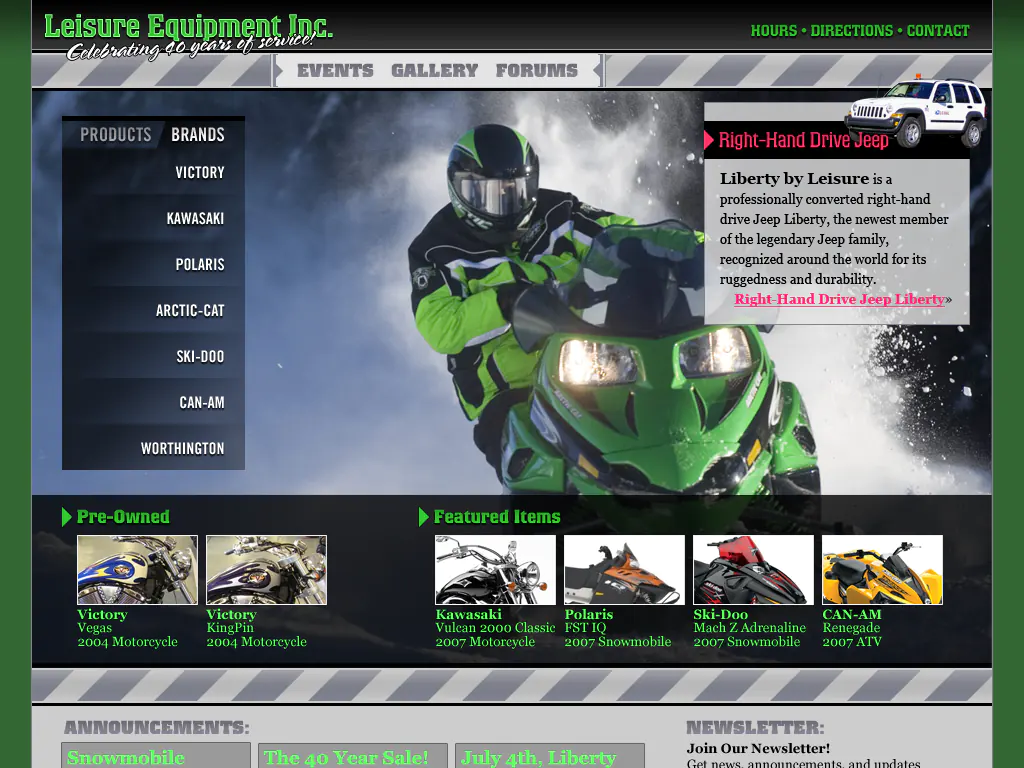 Leisure Equipment Inc.
Celebrating 40 years of service!
HOURS • DIRECTIONS • CONTACT
EVENTS GALLERY FORUMS
PRODUCTS BRANDS
VICTORY
KAWASAKI
POLARIS
ARCTIC-CAT
SKI-DOO
CAN-AM
WORTHINGTON
Right-Hand Drive Jeep
Liberty by Leisure is a
professionally converted right-hand
drive Jeep Liberty, the newest member
of the legendary Jeep family,
recognized around the world for its
ruggedness and durability.
Right-Hand Drive Jeep Liberty»
Pre-Owned
Victory
Vegas
2004 Motorcycle
Victory
KingPin
2004 Motorcycle
Featured Items
Kawasaki
Vulcan 2000 Classic
2007 Motorcycle
Polaris
FST IQ
2007 Snowmobile
Ski-Doo
Mach Z Adrenaline
2007 Snowmobile
CAN-AM
Renegade
2007 ATV
ANNOUNCEMENTS:
Snowmobile
The 40 Year Sale!
July 4th, Liberty
NEWSLETTER:
Join Our Newsletter!
Get news, announcements, and updates